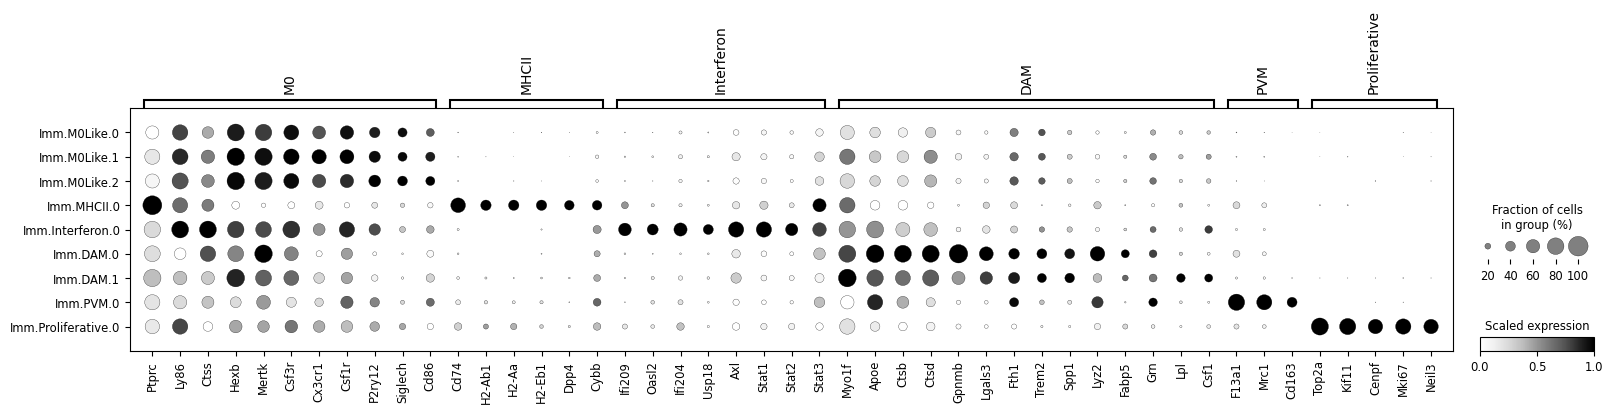 M0
MHCII
Interferon
DAM
PVM
Proliferative
Imm.M0Like.0
Imm.M0Like.1
Imm.M0Like.2
Imm.MHCII.0
Imm.Interferon.0
Imm.DAM.0
Imm.DAM.1
Imm.PVM.0
Imm.Proliferative.0
Ptprc
Ly86
Ctss
Hexb
Mertk
Csf3r
Cx3cr1
Csf1r
P2ry12
Siglech
Cd86
Cd74
H2-Ab1
H2-Aa
H2-Eb1
Dpp4
Cybb
Ifi209
Oasl2
Ifi204
Usp18
Axl
Stat1
Stat2
Stat3
Myo1f
Apoe
Ctsb
Ctsd
Gpnmb
Lgals3
Fth1
Trem2
Spp1
Lyz2
Fabp5
Grn
Lpl
Csf1
F13a1
Mrc1
Cd163
Top2a
Kif11
Cenpf
Mki67
Neil3
Fraction of cells
in group (%)
20 40 60 80 100
Scaled expression
0.0 0.5 1.0